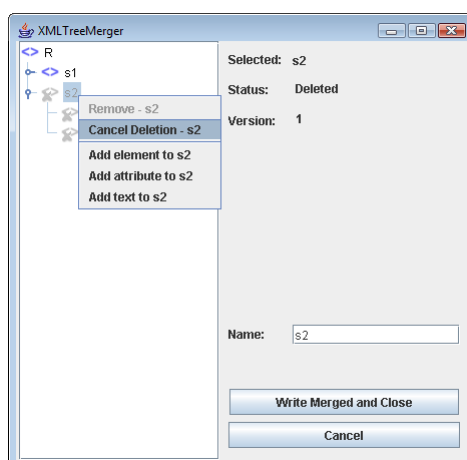 XMLTreeMerger
R
s1
s2
Remove - s2
Cancel Deletion - s2
Add element to s2
Add attribute to s2
Add text to s2
Selected: s2
Status: Deleted
Version: 1
Name: s2
Write Merged and Close
Cancel